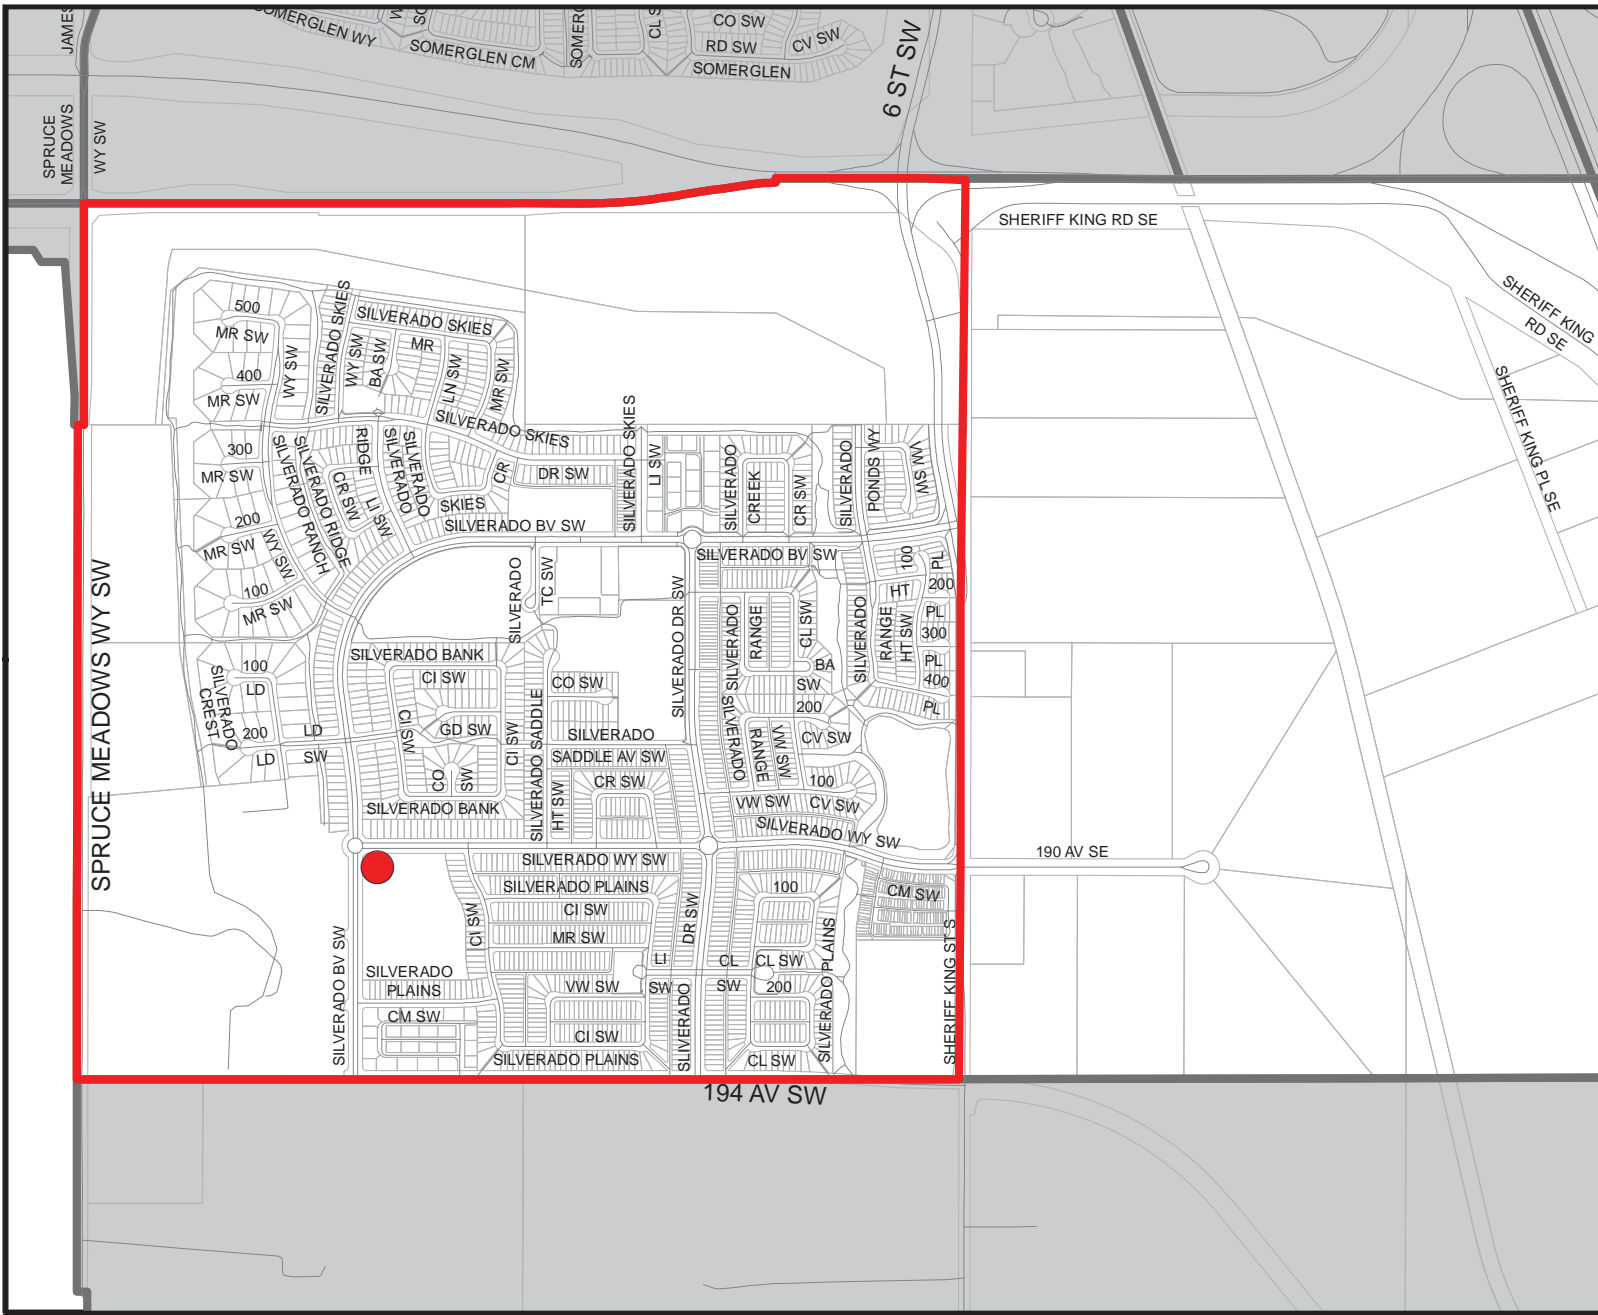 JAMES
SOMERGLEN WY
SOMERGLEN CM
CO SW
RD SW
CV SW
SOMERGLEN
6 ST SW
SPRUCE
MEADOWS
WY SW
SHERIFF KING RD SE
SHERIFF KING
RD SE
SHERIFF KING PL SE
500
MR SW
400
MR SW
WY SW
SILVERADO SKIES
SILVERADO SKIES
WY SW
BA SW
MR
LN SW
MR SW
SILVERADO SKIES
300
MR SW
200
MR SW
WY SW
100
MR SW
SILVERADO RANCH
SILVERADO RIDGE
CR SW
RIDGE
LI SW
SILVERADO
SILVERADO
SKIES
CR
DR SW
SILVERADO SKIES
LI SW
SILVERADO
CREEK
CR SW
SILVERADO
PONDS WY
VW SW
SILVERADO BV SW
SILVERADO BV SW
SILVERADO
TC SW
SILVERADO DR SW
SILVERADO
RANGE
CL SW
BA
SW
200
SILVERADO
RANGE
HT SW
HT
100
PL
200
PL
300
PL
400
PL
SPRUCE MEADOWS WY SW
SILVERADO
CREST
100
LD
200
LD
LD
SW
SILVERADO BANK
CI SW
CI SW
GD SW
CI SW
CO
SW
SILVERADO BANK
SILVERADO SADDLE
CO SW
SILVERADO
SADDLE AV SW
HT SW
CR SW
SILVERADO
RANGE
VW SW
CV SW
100
VW SW
CV SW
SILVERADO WY SW
SILVERADO WY SW
190 AV SE
SILVERADO PLAINS
CI SW
CI SW
MR SW
DR SW
100
CM SW
SILVERADO
PLAINS
CM SW
SILVERADO BV SW
VW SW
CI SW
SILVERADO PLAINS
LI
SW
SLIVERADO
CL
SW
CL SW
200
CL SW
SILVERADO PLAINS
SHERIFF KING ST S
194 AV SW